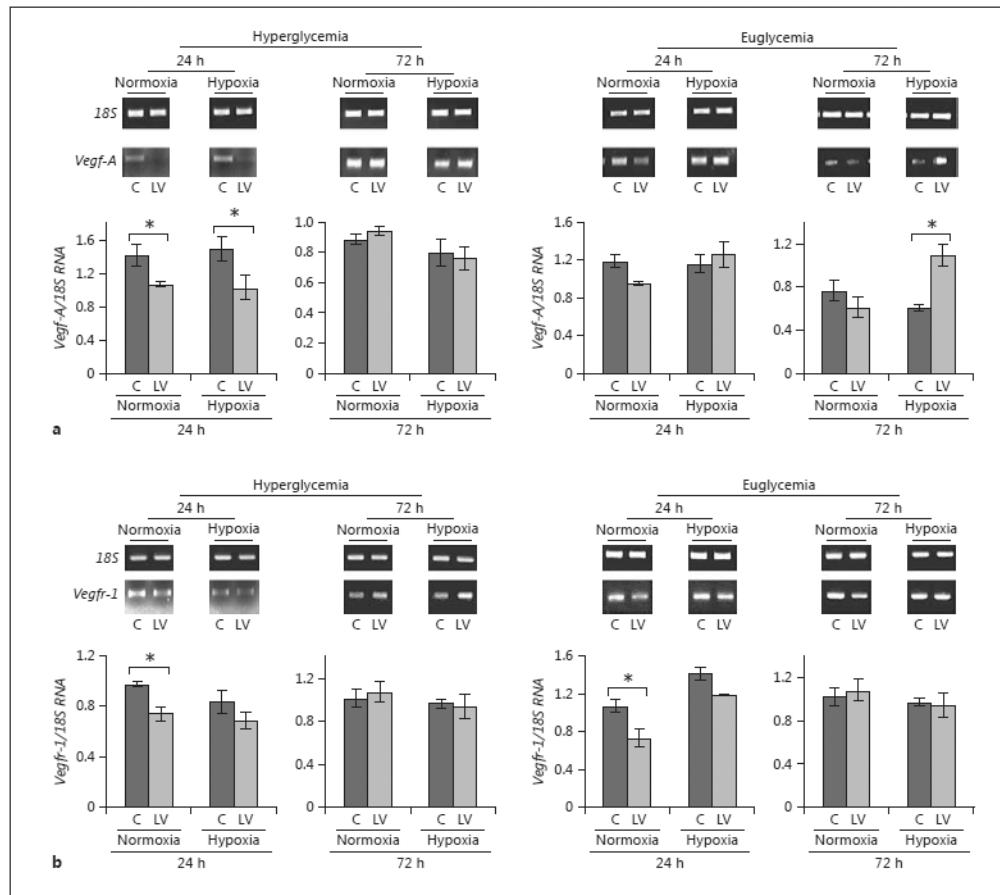 Hyperglycemia Euglycemia
24 h 72 h 24 h 72 h
Normoxia Hypoxia Normoxia Hypoxia Normoxia Hypoxia Normoxia Hypoxia
18S
Vegf-A
C LV C LV C LV C LV C LV C LV C LV C LV
* * *
Vegf-A/18S RNA Vegf-A/18S RNA
1.6 1.0 1.6 1.2
1.2 0.8 1.2 0.8
0.8 0.6 0.8 0.4
0.4 0.4 0.4 0
0 0.2 0
0
C LV C LV C LV C LV C LV C LV C LV C LV
Normoxia Hypoxia Normoxia Hypoxia Normoxia Hypoxia Normoxia Hypoxia
a 24 h 72 h 24 h 72 h
Hyperglycemia Euglycemia
24 h 72 h 24 h 72 h
Normoxia Hypoxia Normoxia Hypoxia Normoxia Hypoxia Normoxia Hypoxia
18S
Vegfr-1
C LV C LV C LV C LV C LV C LV C LV C LV
* *
Vegfr-1/18S RNA Vegfr-1/18S RNA
1.2 1.2 1.6 1.2
0.8 0.8 1.2 0.8
0.4 0.4 0.8 0.4
0 0 0.4 0
0
C LV C LV C LV C LV C LV C LV C LV C LV
Normoxia Hypoxia Normoxia Hypoxia Normoxia Hypoxia Normoxia Hypoxia
b 24 h 72 h 24 h 72 h